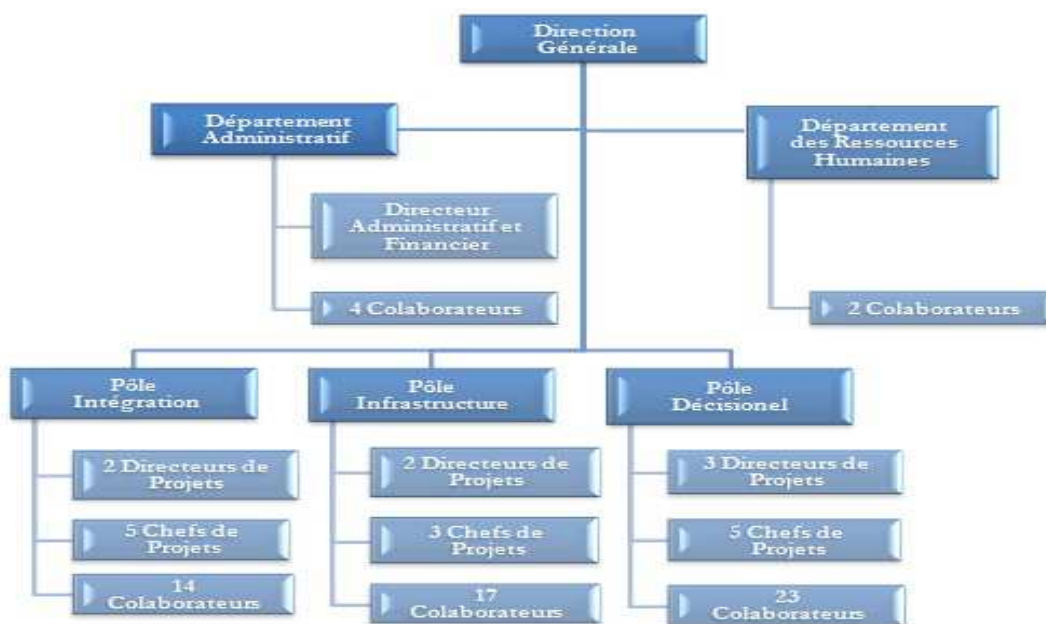 Direction
Générale
Département
Administratif
Département
des Ressources
Humaines
Directeur
Administratif et
Financier
4 Colaborateurs
2 Colaborateurs
Pôle
Intégration
Pôle
Infrastructure
Pôle
Décisionel
2 Directeurs de
Projets
2 Directeurs de
Projets
3 Directeurs de
Projets
5 Chefs de
Projets
3 Chefs de
Projets
5 Chefs de
Projets
14
Colaborateurs
17
Colaborateurs
23
Colaborateurs